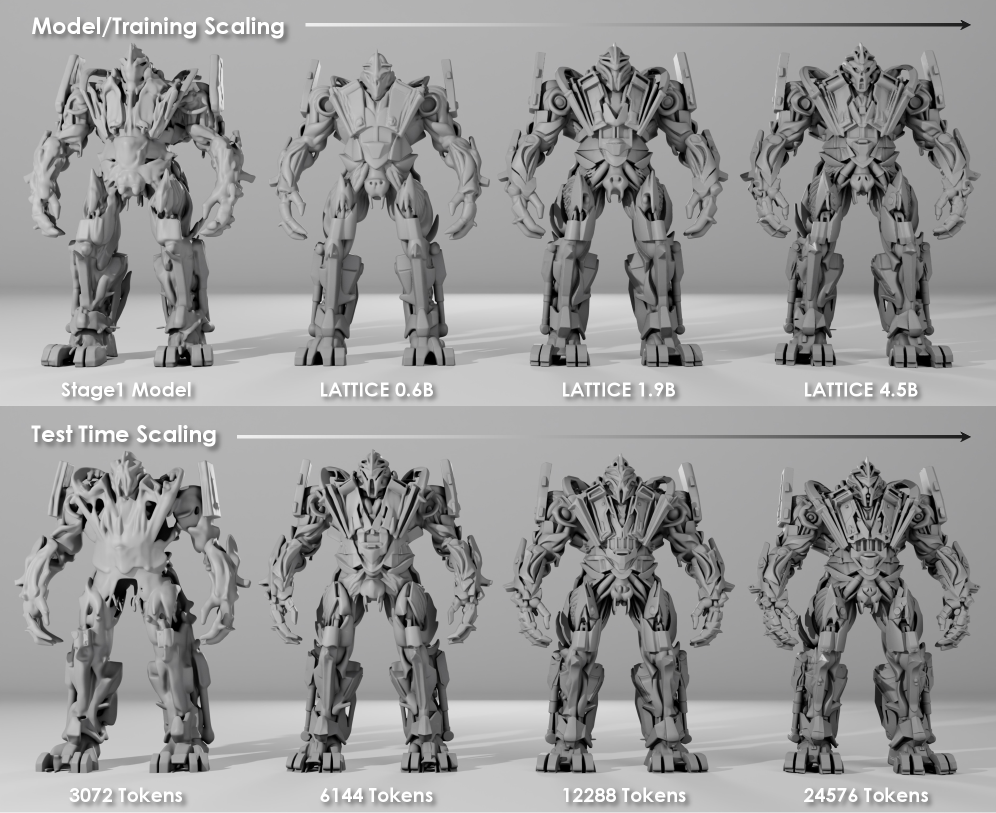 Model/Training Scaling
Stage1 Model
LATTICE 0.6B
LATTICE 1.9B
LATTICE 4.5B
Test Time Scaling
3072 Tokens
6144 Tokens
12288 Tokens
24576 Tokens